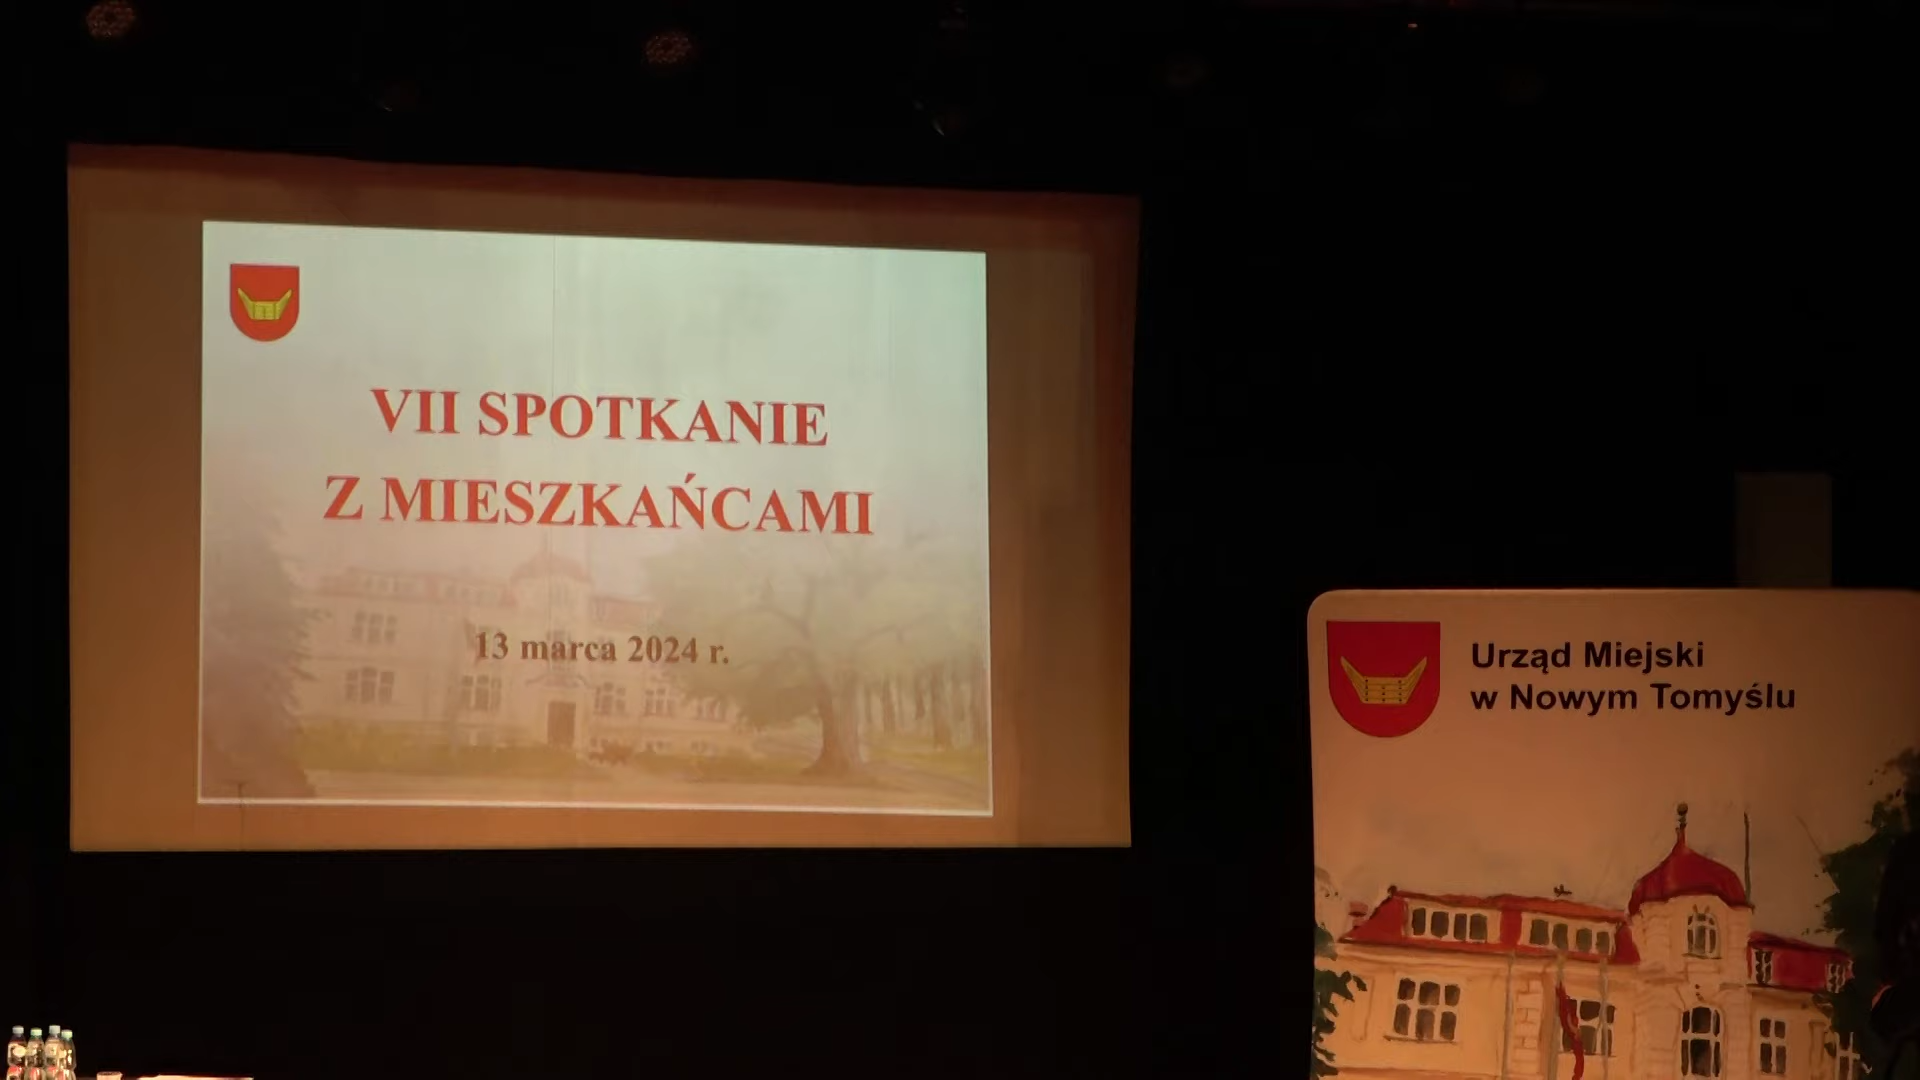 VII SPOTKANIE
Z MIESZKAŃCAMI
13 marca 2024 r.
Urząd Miejski
w Nowym Tomyślu